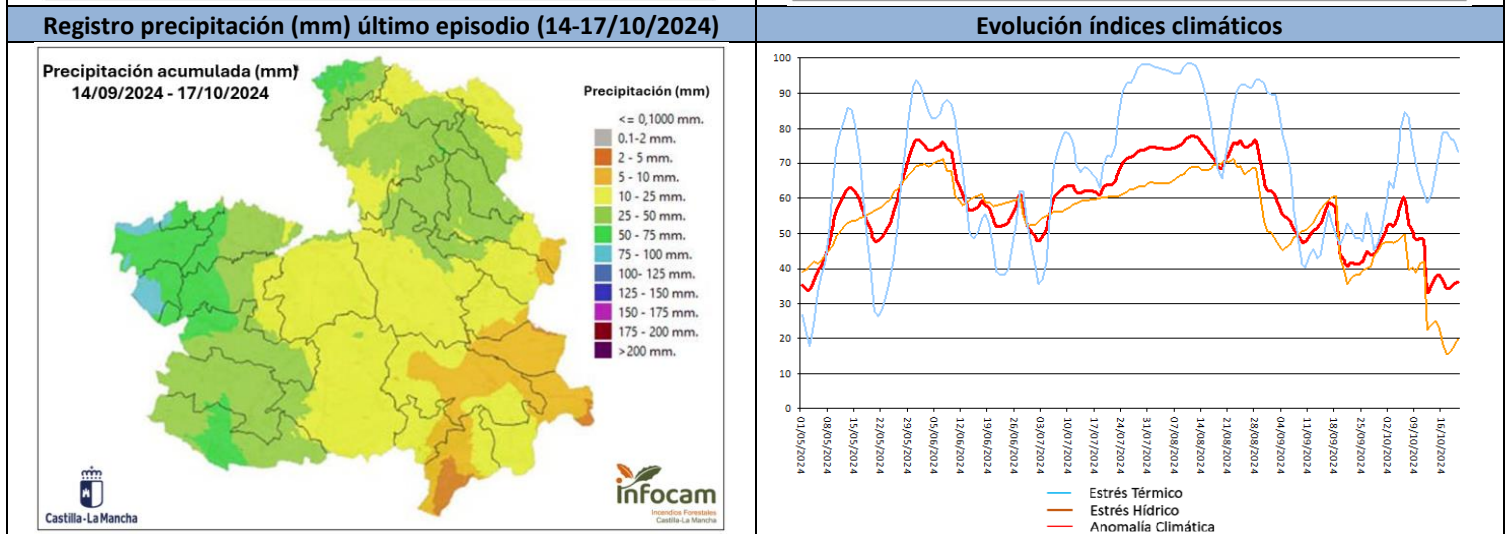 Registro precipitación (mm) último episodio (14-17/10/2024)
Precipitación acumulada (mm)
14/09/2024 - 17/10/2024
Precipitación (mm)
<= 0,1000 mm.
0.1-2 mm.
2 - 5 mm.
5 - 10 mm.
10 - 25 mm.
25 - 50 mm.
50 - 75 mm.
75 - 100 mm.
100- 125 mm.
125 - 150 mm.
150 - 175 mm.
175 - 200 mm.
>200 mm.
Castilla-La Mancha
infocam
Incendios Forestales
Castilla-La Mancha
Evolución índices climáticos
100
90
80
70
60
50
40
30
20
10
0
01/05/2024
08/05/2024
15/05/2024
22/05/2024
29/05/2024
05/06/2024
12/06/2024
19/06/2024
26/06/2024
03/07/2024
10/07/2024
17/07/2024
24/07/2024
31/07/2024
07/08/2024
14/08/2024
21/08/2024
28/08/2024
04/09/2024
11/09/2024
18/09/2024
25/09/2024
02/10/2024
09/10/2024
16/10/2024
Estrés Térmico
Estrés Hídrico
Anomalía Climática